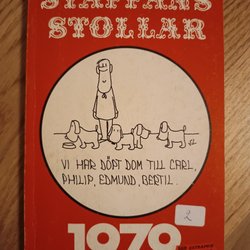 STAFFANS
STOLLAR
VI HAR DÖPT DOM TILL CARL,
PHILIP, EDMUND, BERTIL.
2
1979